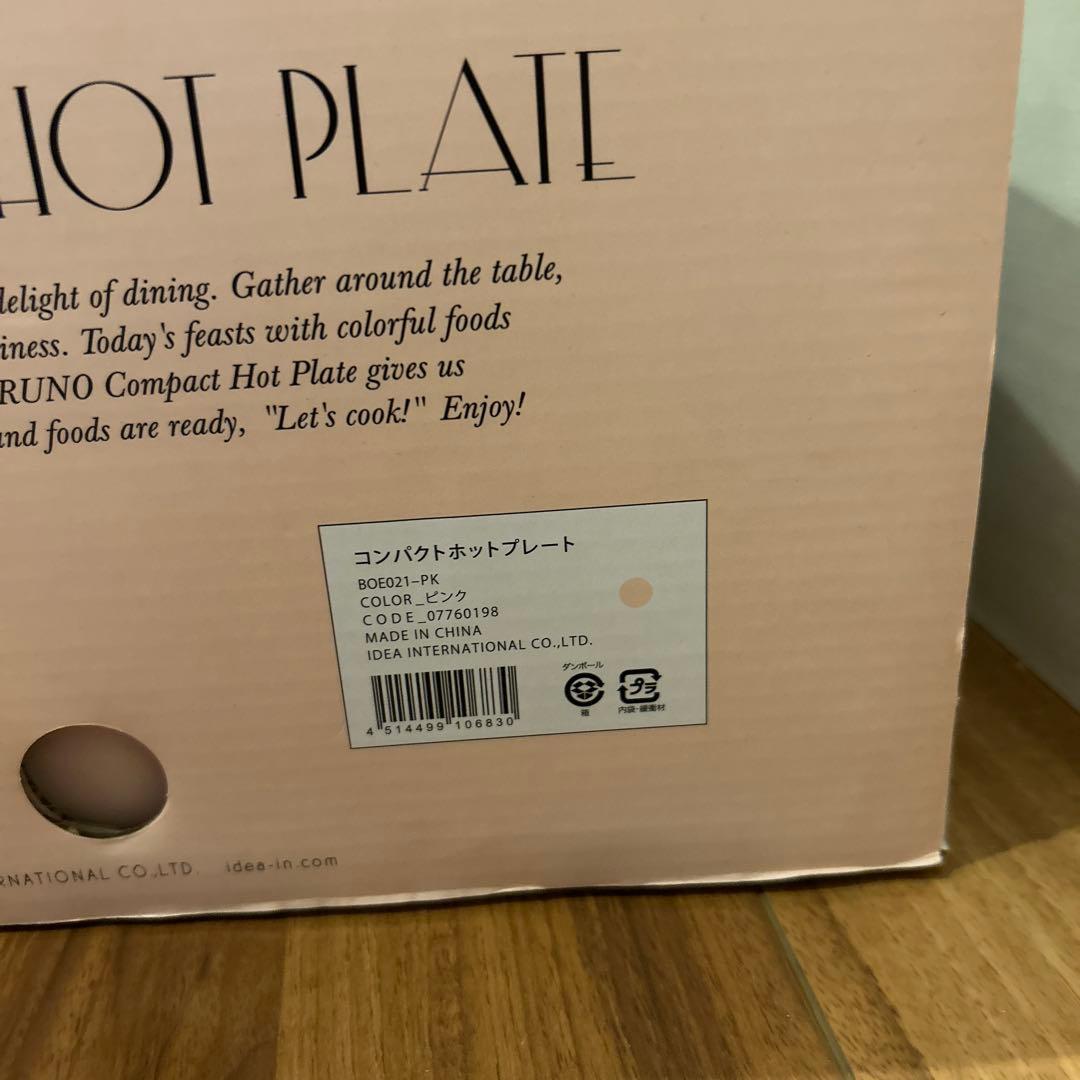 HOT PLATE
delight of dining. Gather around the table,
iness. Today's feasts with colorful foods
RUNO Compact Hot Plate gives us
and foods are ready, "Let's cook!" Enjoy!
コンパクトホットプレート
BOE021-PK
COLOR_ピンク
CODE_07760198
MADE IN CHINA
IDEA INTERNATIONAL CO.,LTD.
ダンボール
箱
プラ
内袋・緩衝材
4 514499 106830
RNATIONAL CO.,LTD. idea-in.com